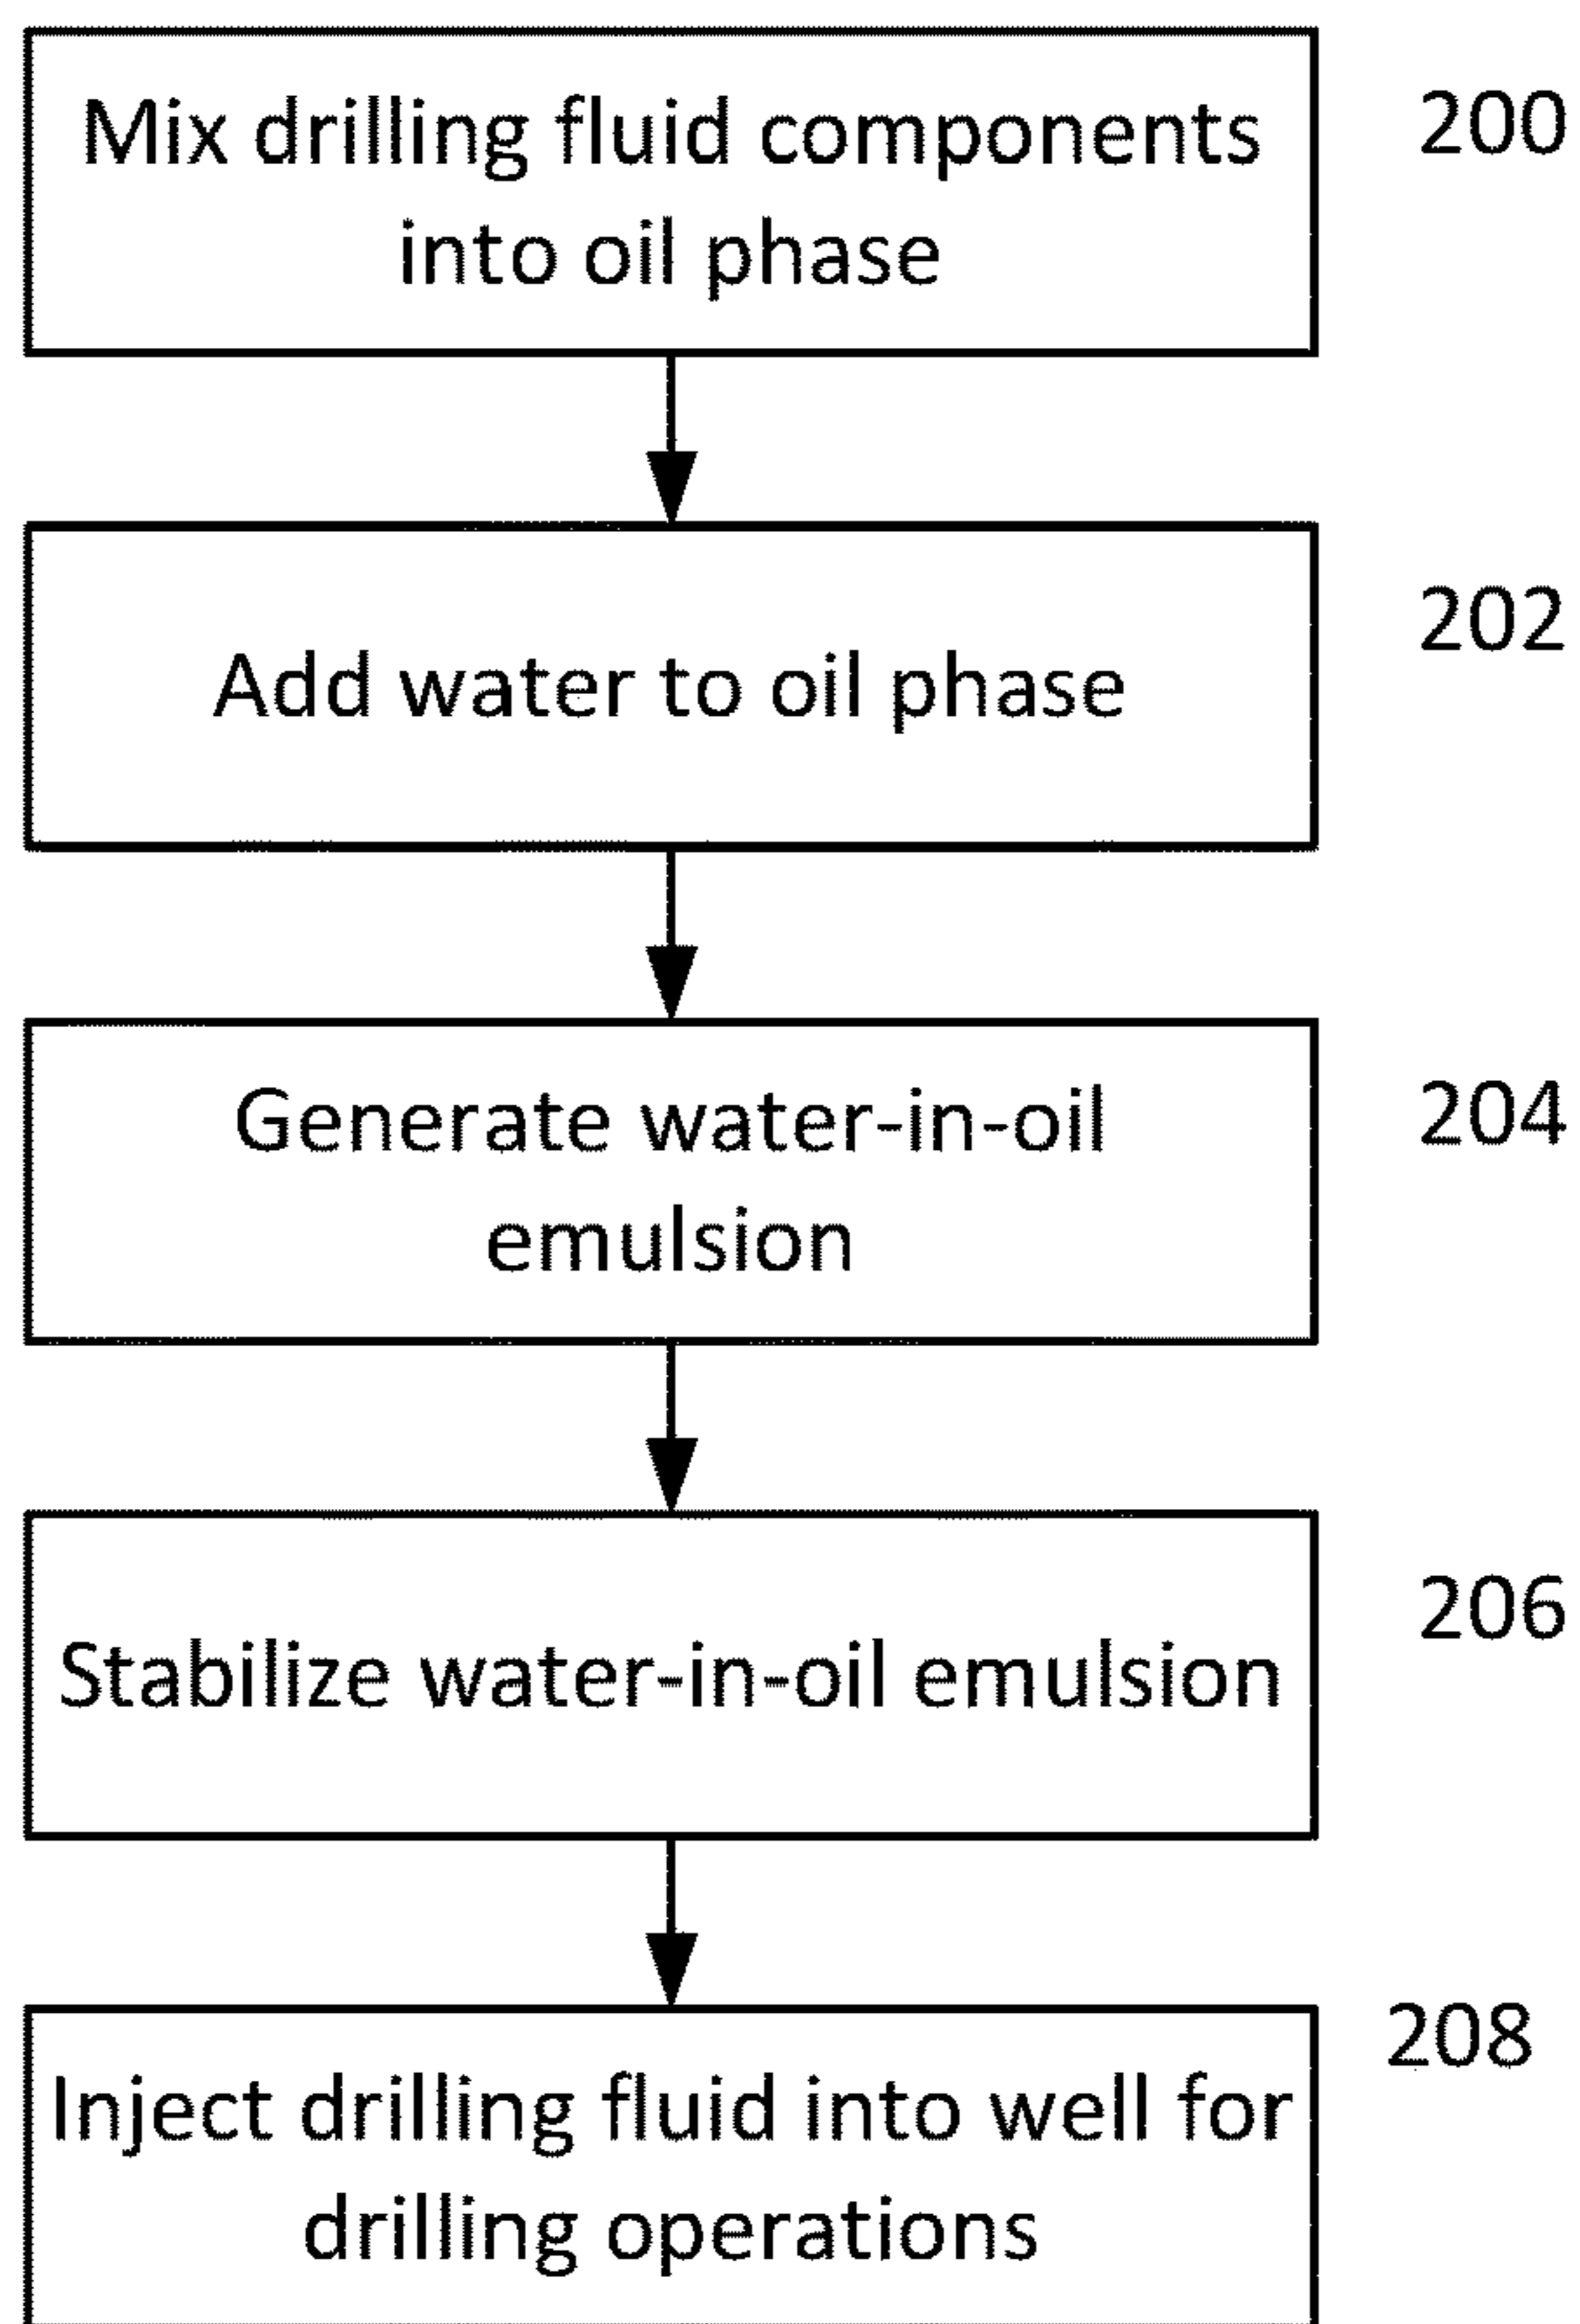 Mix drilling fluid components
into oil phase
200
Add water to oil phase
202
Generate water-in-oil
emulsion
204
Stabilize water-in-oil emulsion
206
Inject drilling fluid into well for
drilling operations
208